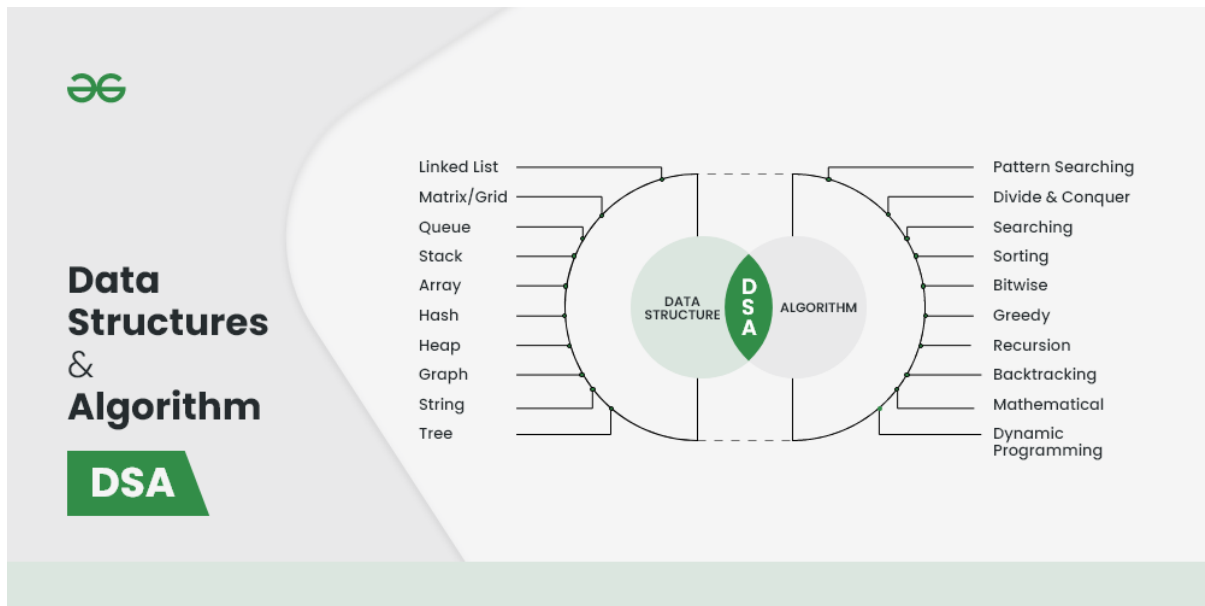 Data
Structures
&
Algorithm
DSA
Linked List
Matrix/Grid
Queue
Stack
Array
Hash
Heap
Graph
String
Tree
DATA
STRUCTURE
DSA
ALGORITHM
Pattern Searching
Divide & Conquer
Searching
Sorting
Bitwise
Greedy
Recursion
Backtracking
Mathematical
Dynamic
Programming